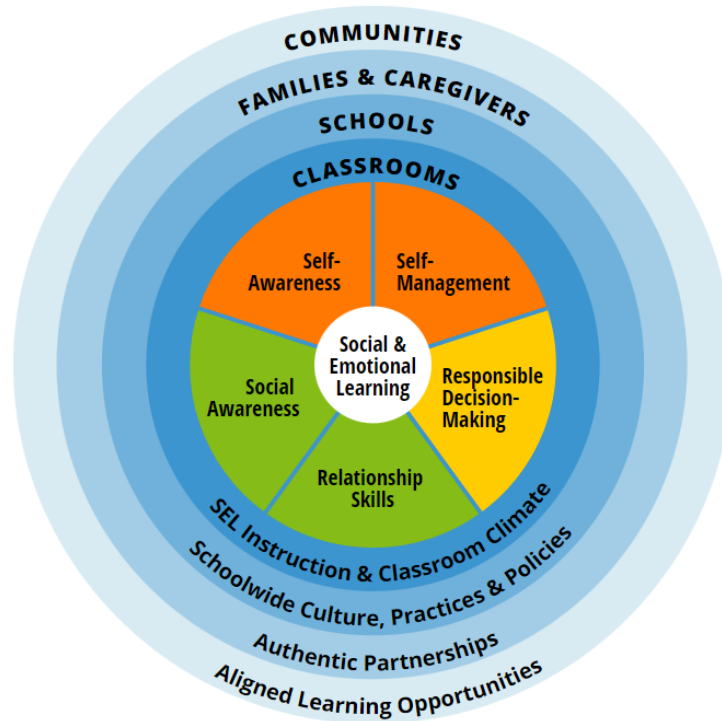 COMMUNITIES
FAMILIES & CAREGIVERS
SCHOOLS
CLASSROOMS
Self-
Awareness
Self-
Management
Social &
Emotional
Learning
Social
Awareness
Responsible
Decision-
Making
Relationship
Skills
SEL Instruction & Classroom Climate
Schoolwide Culture, Practices & Policies
Authentic Partnerships
Aligned Learning Opportunities